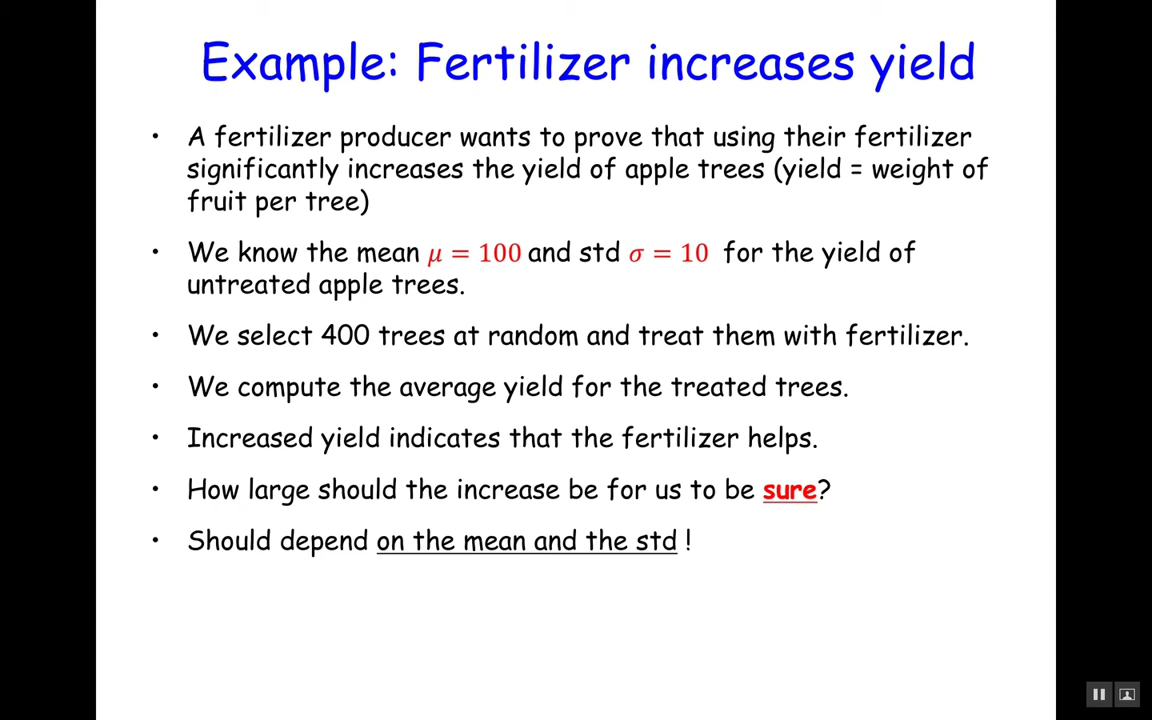 Example: Fertilizer increases yield
• A fertilizer producer wants to prove that using their fertilizer
significantly increases the yield of apple trees (yield = weight of
fruit per tree)
• We know the mean μ = 100 and std σ = 10 for the yield of
untreated apple trees.
• We select 400 trees at random and treat them with fertilizer.
• We compute the average yield for the treated trees.
• Increased yield indicates that the fertilizer helps.
• How large should the increase be for us to be sure?
• Should depend on the mean and the std !